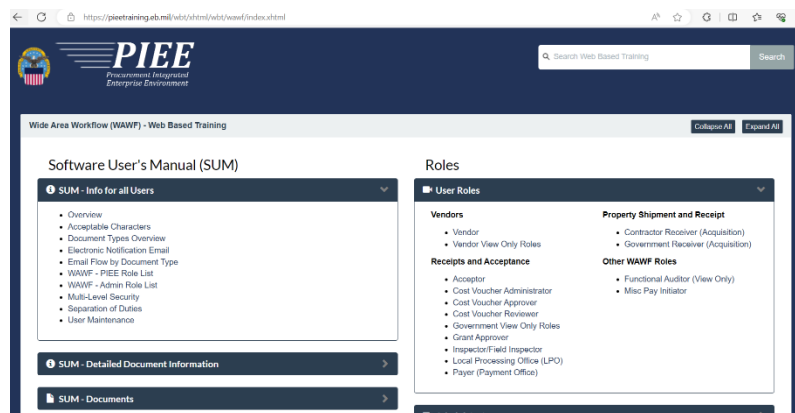 https://pieetraining.eb.mil/wbt/xhtml/wbt/wawf/index.xhtml
PIEE
Procurement Integrated
Enterprise Environment
Search Web Based Training
Search
Wide Area Workflow (WAWF) - Web Based Training
Collapse All
Expand All
Software User's Manual (SUM)
SUM - Info for all Users
Overview
Acceptable Characters
Document Types Overview
Electronic Notification Email
Email Flow by Document Type
WAWF - PIEE Role List
WAWF - Admin Role List
Multi-Level Security
Separation of Duties
User Maintenance
SUM - Detailed Document Information
SUM - Documents
Roles
User Roles
Vendors
Vendor
Vendor View Only Roles
Receipts and Acceptance
Acceptor
Cost Voucher Administrator
Cost Voucher Approver
Cost Voucher Reviewer
Government View Only Roles
Grant Approver
Inspector/Field Inspector
Local Processing Office (LPO)
Payer (Payment Office)
Property Shipment and Receipt
Contractor Receiver (Acquisition)
Government Receiver (Acquisition)
Other WAWF Roles
Functional Auditor (View Only)
Misc Pay Initiator